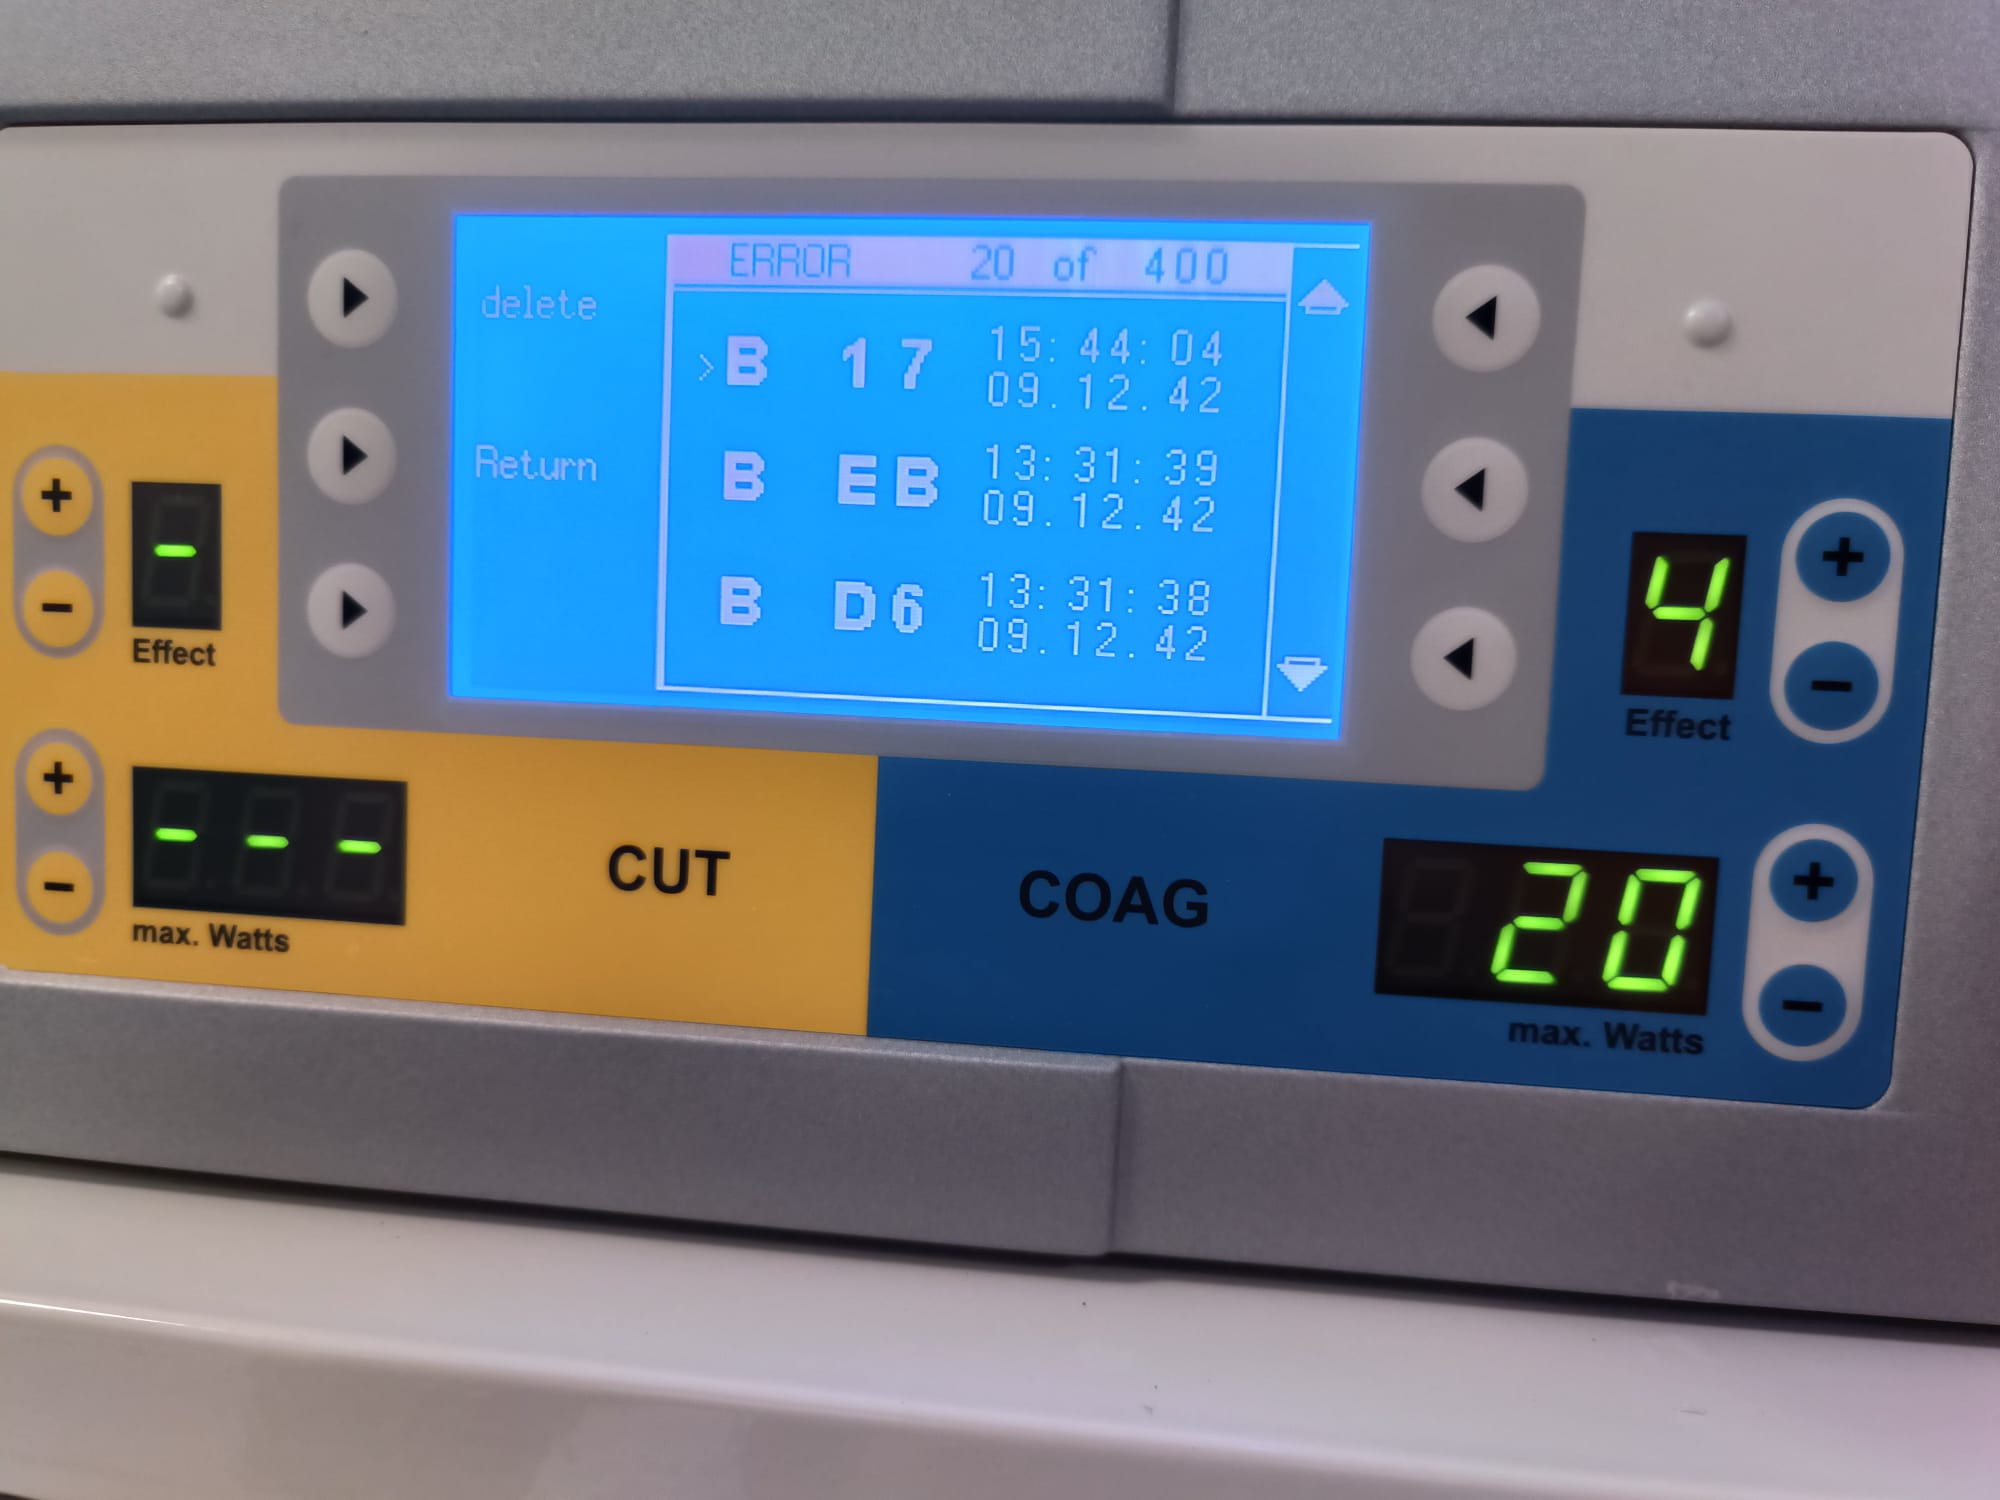 ERROR 20 of 400
delete
>B 17 15:44:04
09.12.42
Return
B EB 13:31:39
09.12.42
B D6 13:31:38
09.12.42
+
-
-
Effect
+
-
---
max. Watts
CUT
COAG
4
+
-
Effect
20
+
-
max. Watts